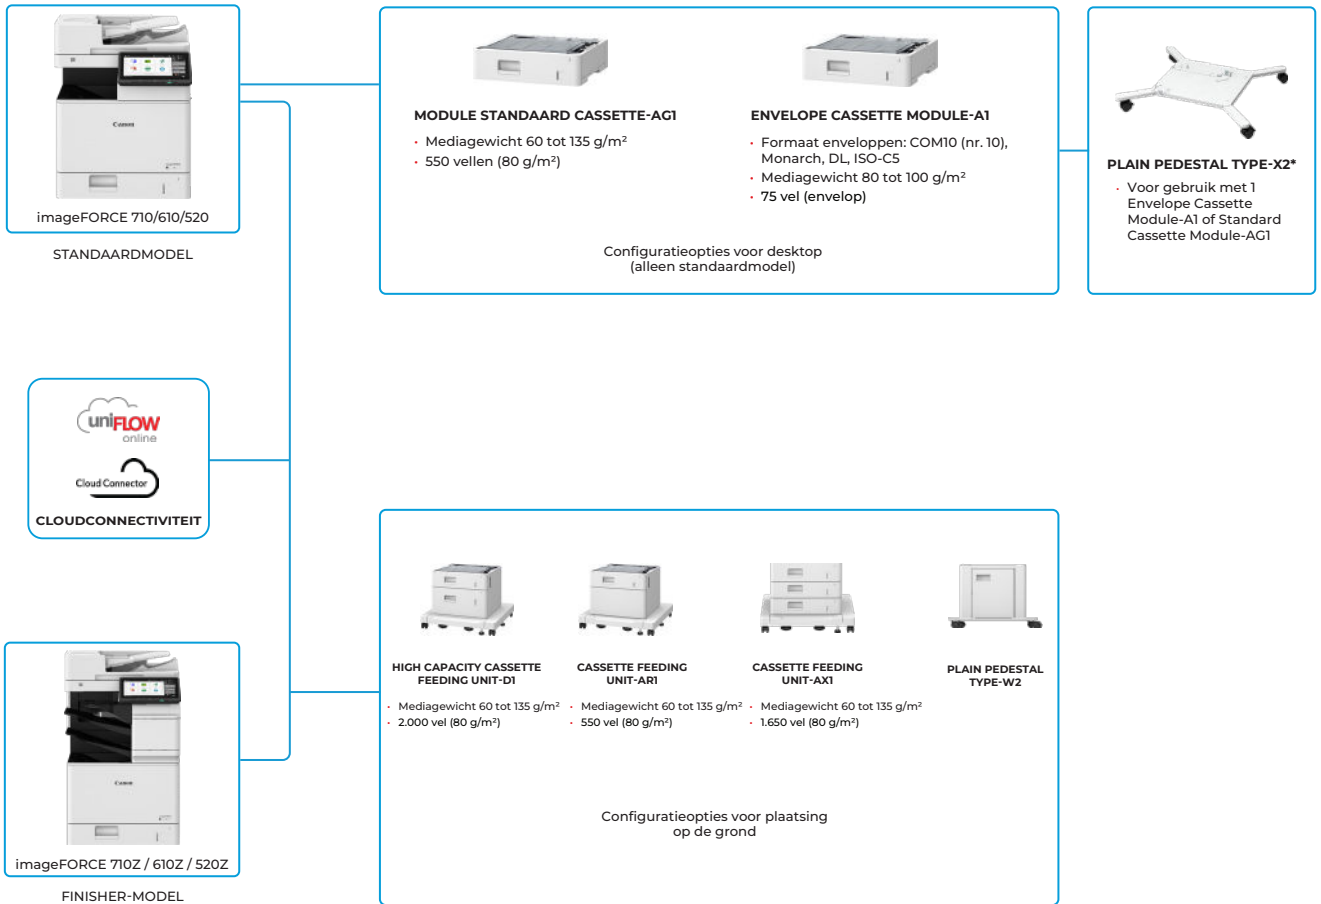 Canon
imageFORCE 710/610/520
STANDAARDMODEL
MODULE STANDAARD CASSETTE-AG1
• Mediagewicht 60 tot 135 g/m²
• 550 vellen (80 g/m²)
ENVELOPE CASSETTE MODULE-A1
• Formaat enveloppen: COM10 (nr. 10),
Monarch, DL, ISO-C5
• Mediagewicht 80 tot 100 g/m²
• 75 vel (envelop)
Configuratieopties voor desktop
(alleen standaardmodel)
PLAIN PEDESTAL TYPE-X2*
• Voor gebruik met 1
Envelope Cassette
Module-A1 of Standard
Cassette Module-AG1
uniFLOW
online
Cloud Connector
CLOUDCONNECTIVITEIT
HIGH CAPACITY CASSETTE
FEEDING UNIT-D1
• Mediagewicht 60 tot 135 g/m²
• 2.000 vel (80 g/m²)
CASSETTE FEEDING
UNIT-AR1
• Mediagewicht 60 tot 135 g/m²
• 550 vel (80 g/m²)
CASSETTE FEEDING
UNIT-AX1
• Mediagewicht 60 tot 135 g/m²
• 1.650 vel (80 g/m²)
PLAIN PEDESTAL
TYPE-W2
Configuratieopties voor plaatsing
op de grond
Canon
imageFORCE 710Z / 610Z / 520Z
FINISHER-MODEL